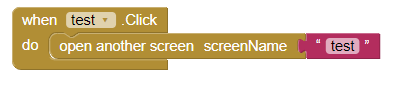 when test .Click
do open another screen screenName " test "